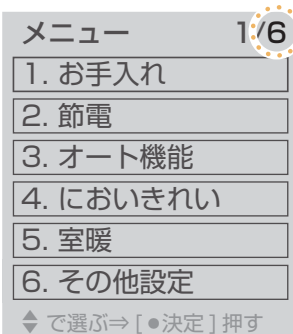 メニュー 1/6
1. お手入れ
2. 節電
3. オート機能
4. においきれい
5. 室暖
6. その他設定
◆ で選ぶ⇒ [ ●決定 ] 押す